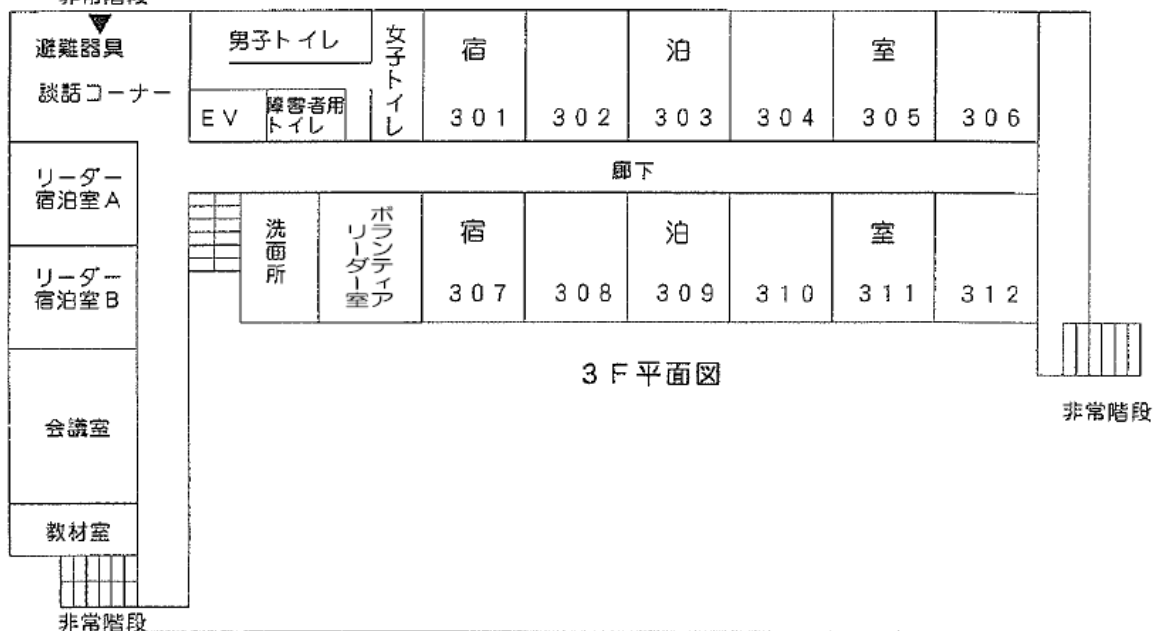 非常階段
避難器具
談話コーナー
男子トイレ
女子トイレ
EV
障害者用
トイレ
宿 泊 室
301 302 303 304 305 306
廊下
リーダー
宿泊室A
リーダー
宿泊室B
会議室
教材室
非常階段
洗面所
ボランティア
リーダー室
宿 泊 室
307 308 309 310 311 312
3F平面図
非常階段